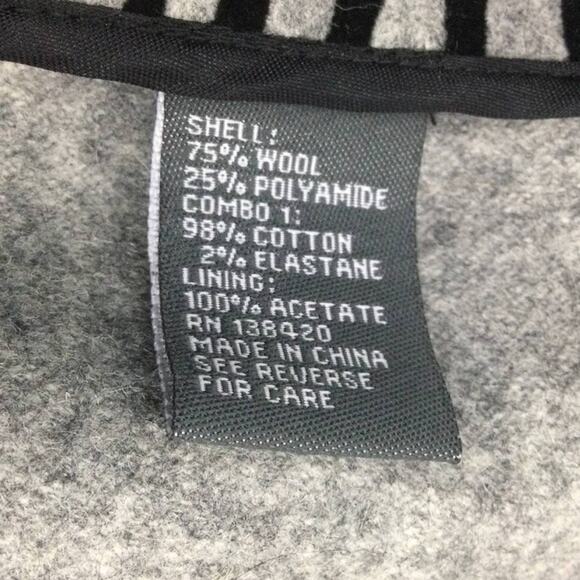 SHELL:
75% WOOL
25% POLYAMIDE
COMBO 1:
98% COTTON
2% ELASTANE
LINING:
100% ACETATE
RN 138420
MADE IN CHINA
SEE REVERSE
FOR CARE